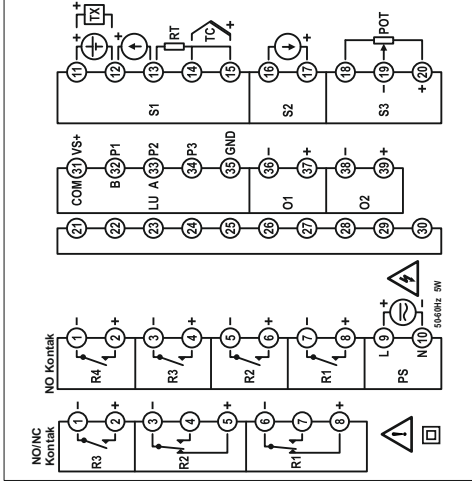 TX
+ − + RT TC +
11 12 13 14 15 16 17 18 19 20
− + POT
− +
S1 S2 S3
COM VS+
B P1
LU A P2
P3
GND
31 32 33 34 35 36 37 38 39
− + − +
O1 O2
21 22 23 24 25 26 27 28 29 30
NO Kontak
− + − + − + − + + −
1 2 3 4 5 6 7 8 9 10
L N
R4 R3 R2 R1 PS
50-60Hz 5W
NO/NC
Kontak
− + − + − +
1 2 3 4 5 6 7 8
R3 R2 R1